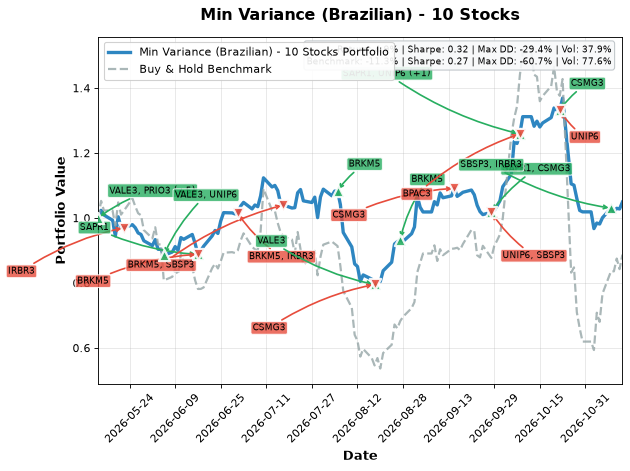 Min Variance (Brazilian) - 10 Stocks
Min Variance (Brazilian) - 10 Stocks Portfolio
Buy & Hold Benchmark
| Sharpe: 0.32 | Max DD: -29.4% | Vol: 37.9%
| Sharpe: 0.27 | Max DD: -60.7% | Vol: 77.6%
UNIP6 (+1)
CSMG3
UNIP6
BRKM5
SBSP3, IRBR3
CSMG3
BRKM5
BPAC3
VALE3, PRIO3
VALE3, UNIP6
CSMG3
VALE3
BRKM5, IRBR3
BRKM5, SBSP3
UNIP6, SBSP3
IRBR3
BRKM5
CSMG3
Portfolio Value
1.4
1.2
1.0
0.6
2026-05-24
2026-06-09
2026-06-25
2026-07-11
2026-07-27
2026-08-12
2026-08-28
2026-09-13
2026-09-29
2026-10-15
2026-10-31
Date